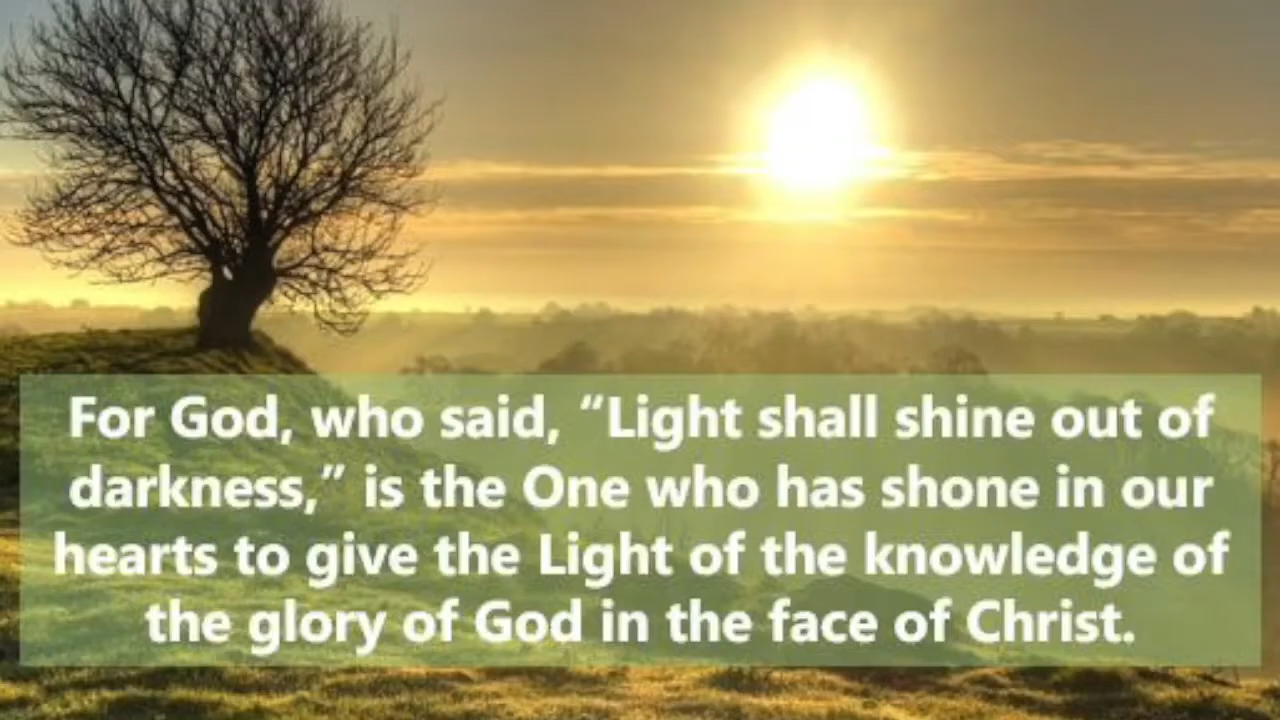 For God, who said, “Light shall shine out of
darkness,” is the One who has shone in our
hearts to give the Light of the knowledge of
the glory of God in the face of Christ.